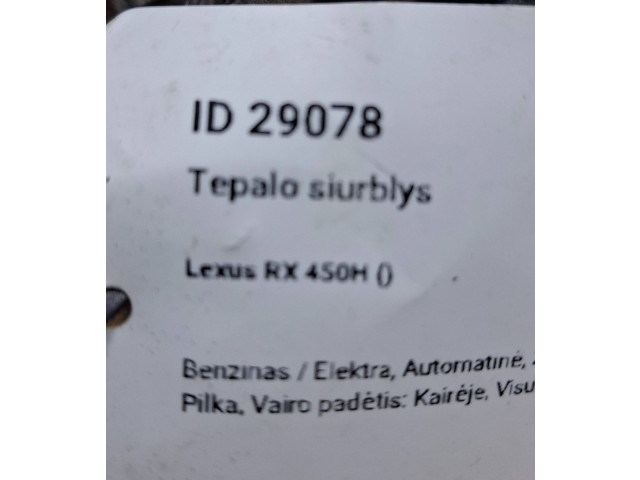 ID 29078
Tepalo siurblys
Lexus RX 450H ()
Benzinas / Elektra, Automatinė,
Pilka, Vairo padėtis: Kairėje, Visu